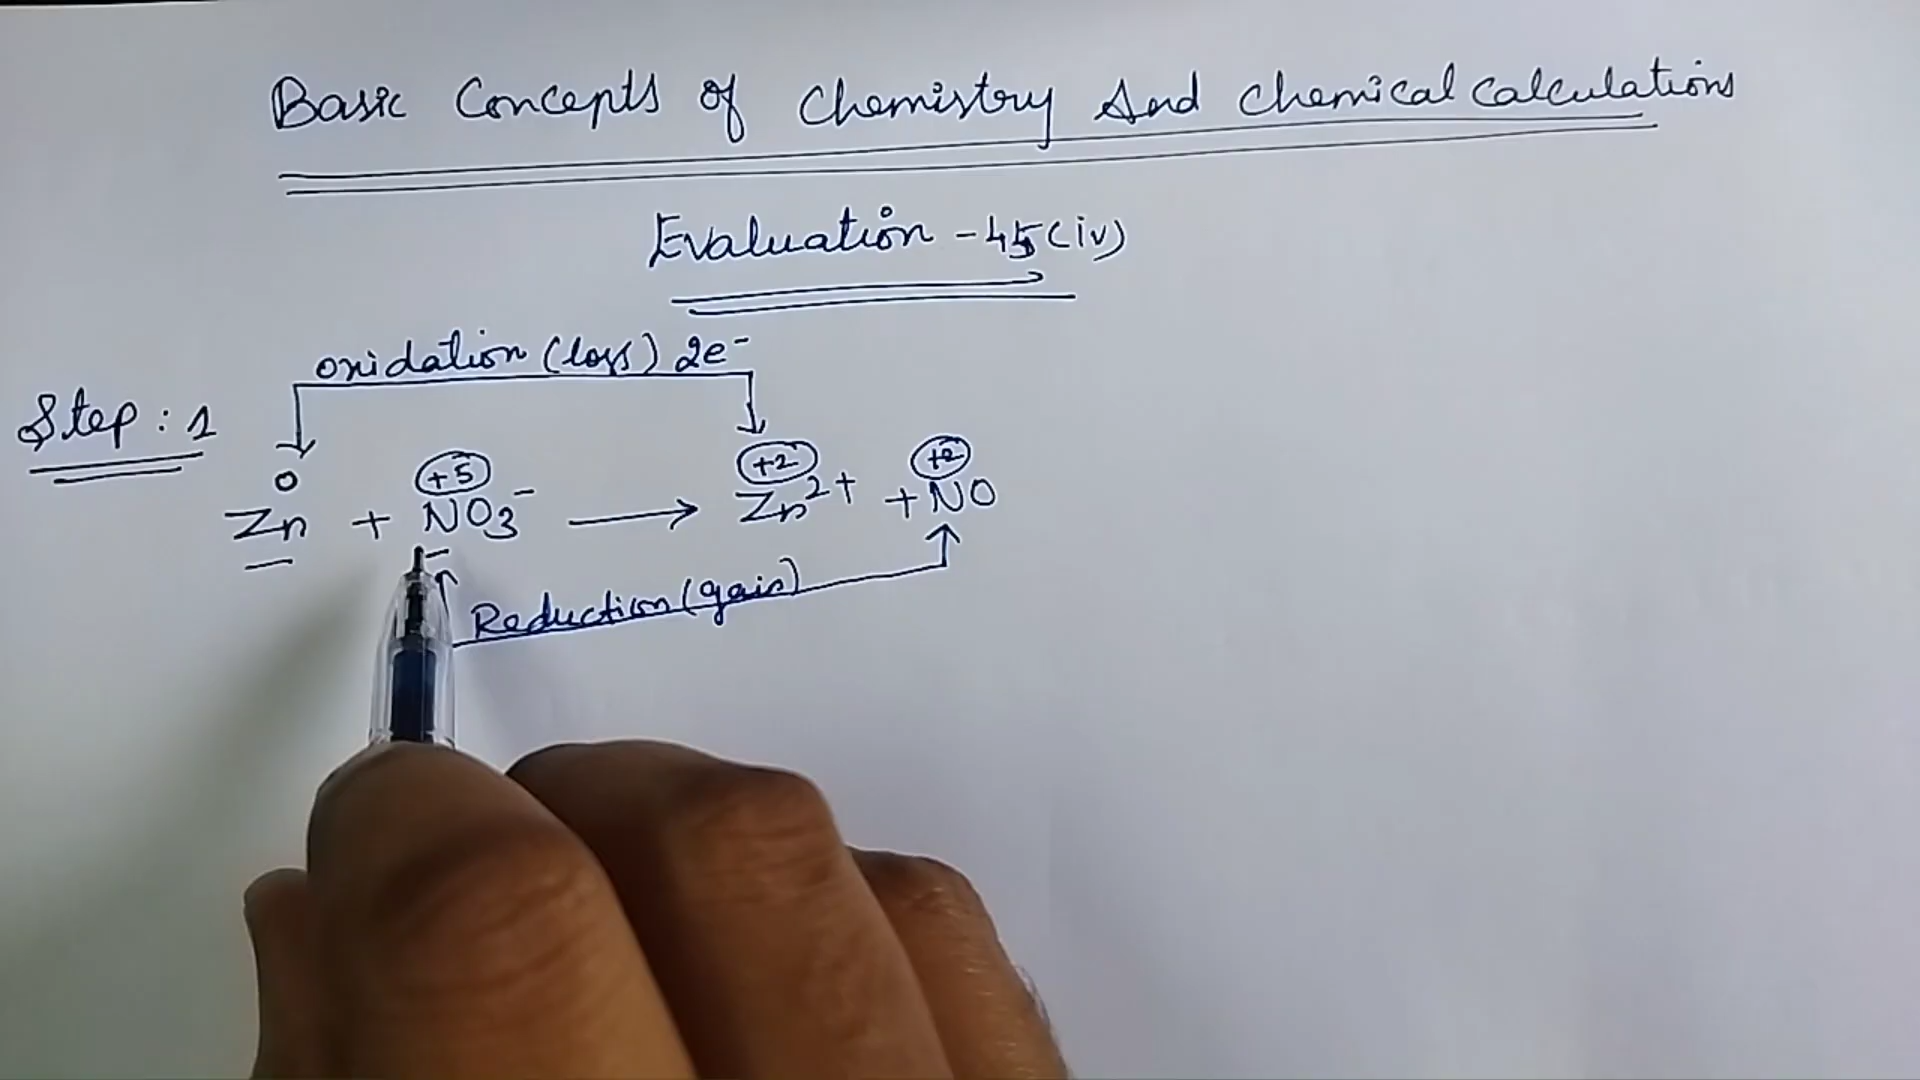 Basic Concepts of Chemistry And Chemical Calculations
Evaluation - 45(iv)
oxidation (loss) 2e⁻
Step : 1
0 +5 +2 +2
Zn + NO₃⁻ → Zn²⁺ + NO
Reduction (gain)